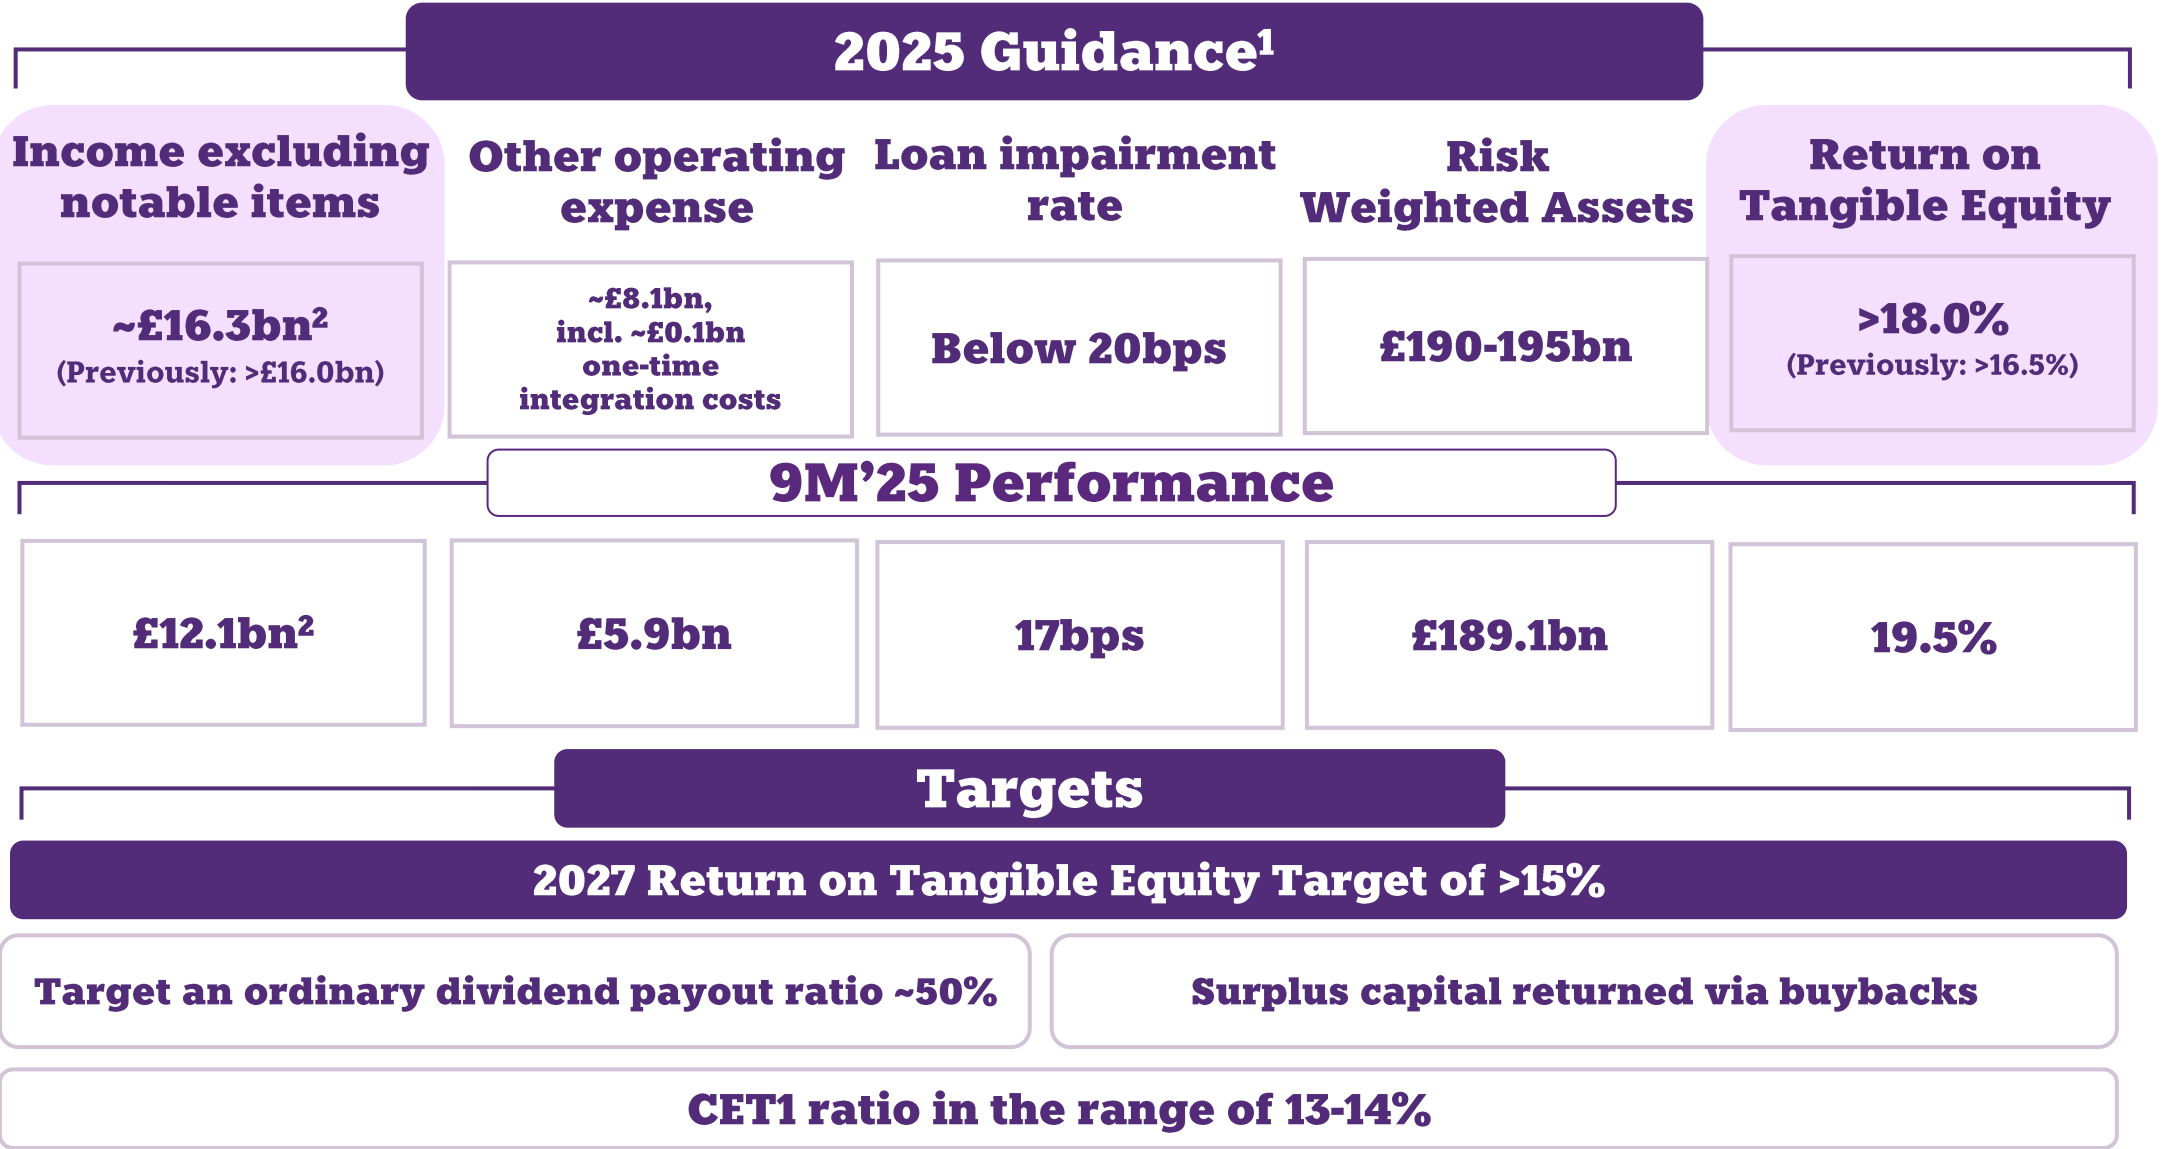 2025 Guidance¹
Income excluding
notable items
Other operating
expense
Loan impairment
rate
Risk
Weighted Assets
Return on
Tangible Equity
~£16.3bn²
(Previously: >£16.0bn)
~£8.1bn,
incl. ~£0.1bn
one-time
integration costs
Below 20bps
£190-195bn
>18.0%
(Previously: >16.5%)
9M’25 Performance
£12.1bn²
£5.9bn
17bps
£189.1bn
19.5%
Targets
2027 Return on Tangible Equity Target of >15%
Target an ordinary dividend payout ratio ~50%
Surplus capital returned via buybacks
CET1 ratio in the range of 13-14%